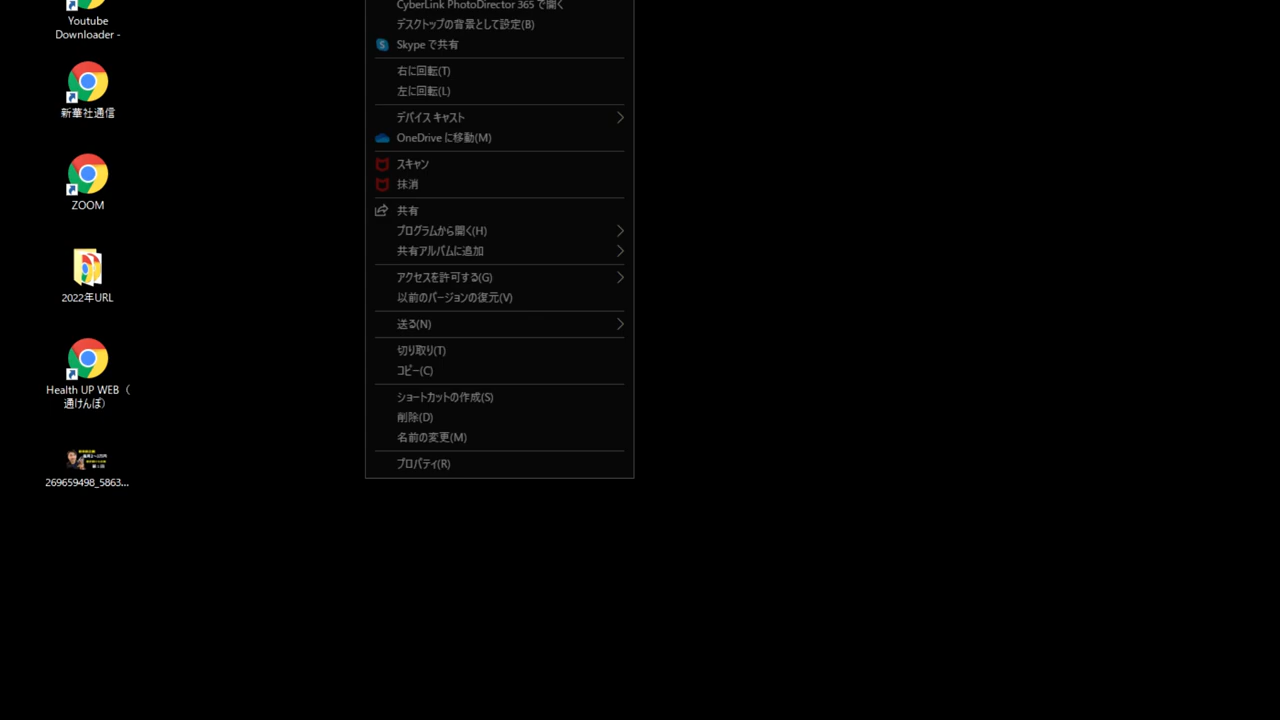 Youtube
Downloader -
新華社通信
ZOOM
2022年URL
Health UP WEB（
通けんぽ）
269659498_5863...
CyberLink PhotoDirector 365 で開く
デスクトップの背景として設定(B)
Skype で共有
右に回転(T)
左に回転(L)
デバイス キャスト
OneDrive に移動(M)
スキャン
抹消
共有
プログラムから開く(H)
共有アルバムに追加
アクセスを許可する(G)
以前のバージョンの復元(V)
送る(N)
切り取り(T)
コピー(C)
ショートカットの作成(S)
削除(D)
名前の変更(M)
プロパティ(R)